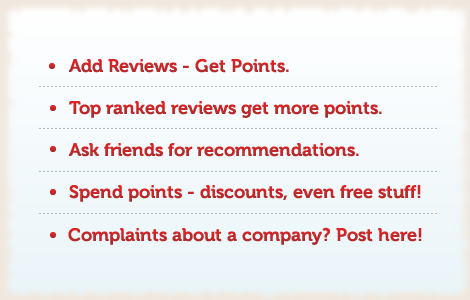 • Add Reviews - Get Points.
• Top ranked reviews get more points.
• Ask friends for recommendations.
• Spend points - discounts, even free stuff!
• Complaints about a company? Post here!